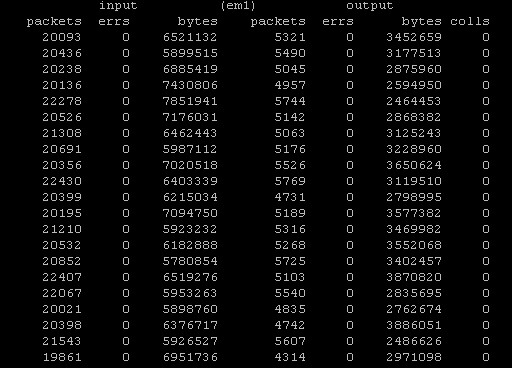 input (em1) output
packets errs bytes packets errs bytes colls
20093 0 6521132 5321 0 3452659 0
20436 0 5899515 5490 0 3177513 0
20238 0 6885419 5045 0 2875960 0
20136 0 7430806 4957 0 2594950 0
22278 0 7851941 5744 0 2464453 0
20526 0 7176031 5142 0 2868382 0
21308 0 6462443 5063 0 3125243 0
20691 0 5987112 5176 0 3228960 0
20356 0 7020518 5526 0 3650624 0
22430 0 6403339 5769 0 3119510 0
20399 0 6215034 4731 0 2798995 0
20195 0 7094750 5189 0 3577382 0
21210 0 5923232 5316 0 3469982 0
20532 0 6182888 5268 0 3552068 0
20852 0 5780854 5725 0 3402457 0
22407 0 6519276 5103 0 3870820 0
22067 0 5953263 5540 0 2835695 0
20021 0 5898760 4835 0 2762674 0
20398 0 6376717 4742 0 3886051 0
21543 0 5926527 5607 0 2486626 0
19861 0 6951736 4314 0 2971098 0